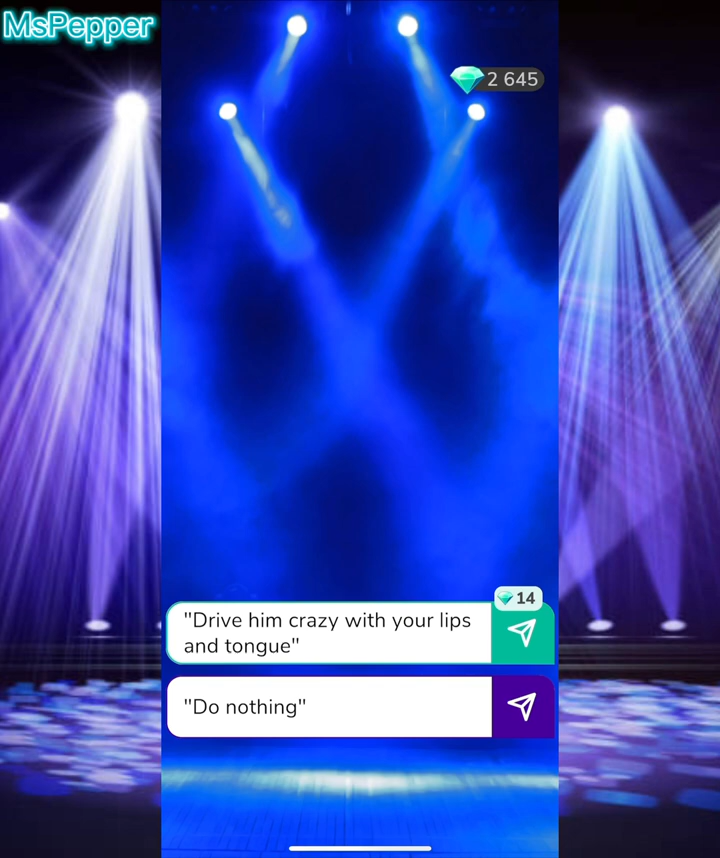 MsPepper
2 645
14
"Drive him crazy with your lips
and tongue"
"Do nothing"